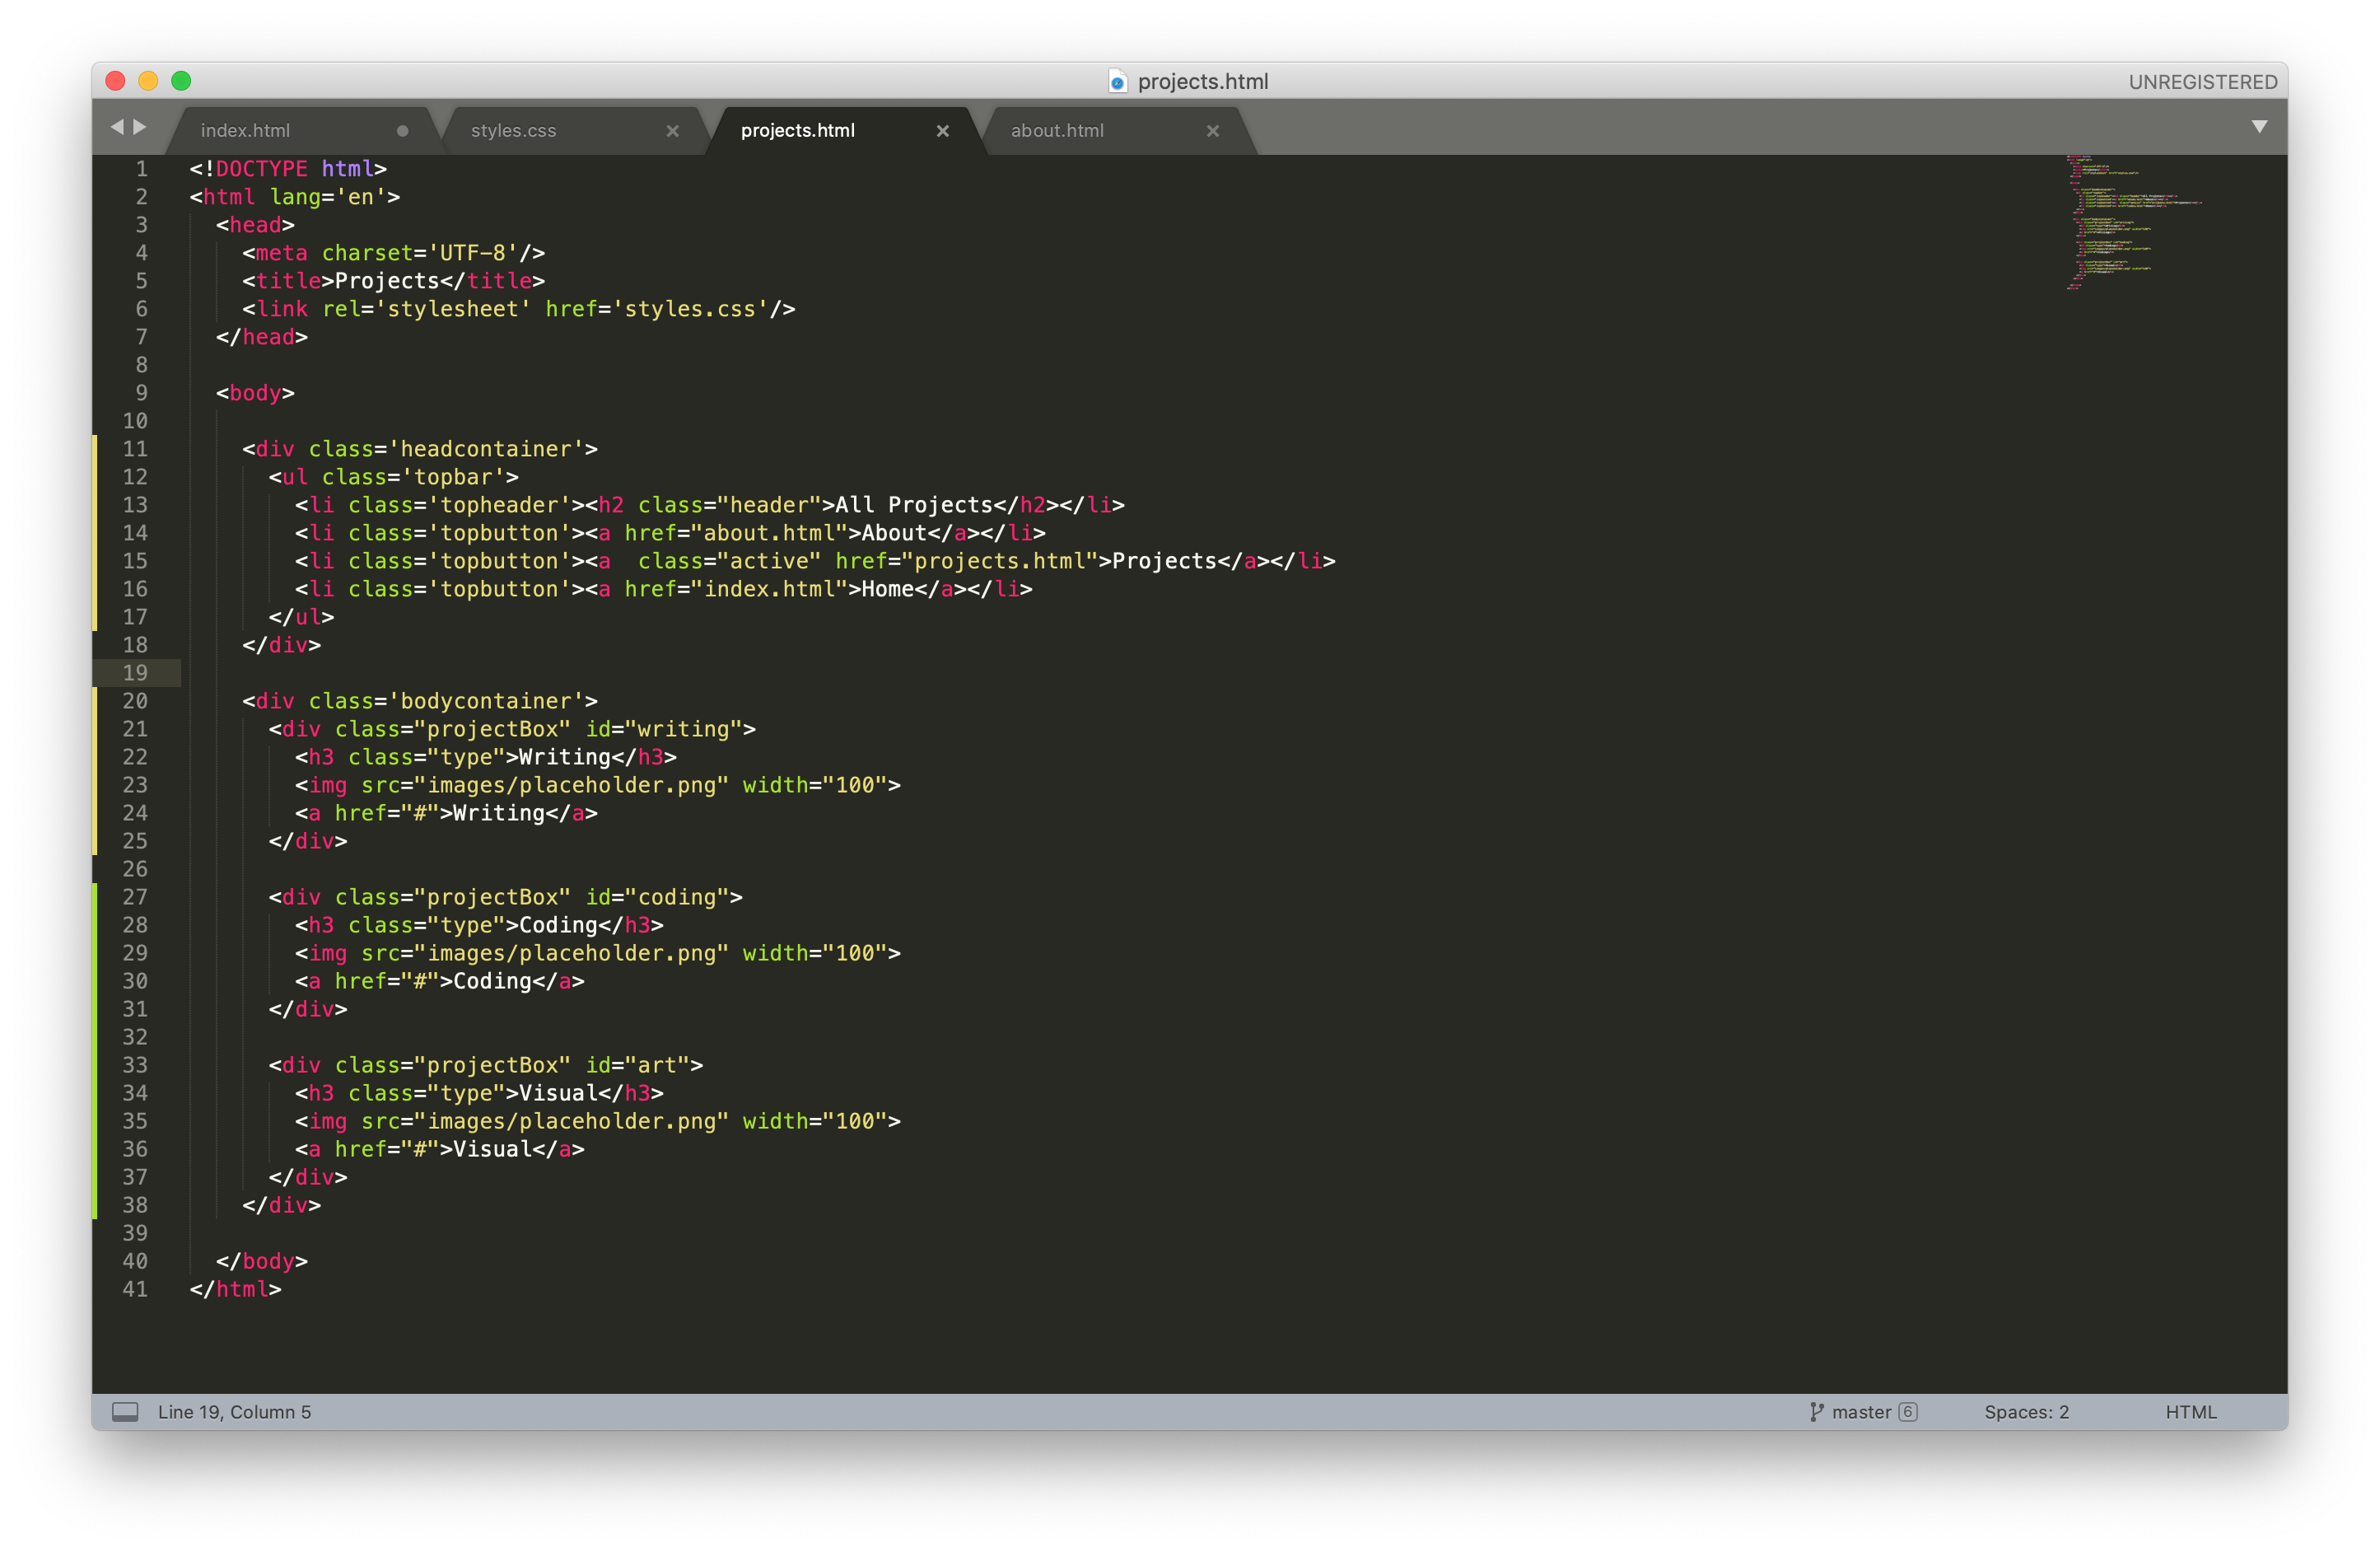 projects.html
UNREGISTERED
index.html
styles.css
projects.html
about.html
1 <!DOCTYPE html>
2 <html lang='en'>
3   <head>
4     <meta charset='UTF-8'/>
5     <title>Projects</title>
6     <link rel='stylesheet' href='styles.css'/>
7   </head>
8
9   <body>
10
11     <div class='headcontainer'>
12       <ul class='topbar'>
13         <li class='topheader'><h2 class="header">All Projects</h2></li>
14         <li class='topbutton'><a href="about.html">About</a></li>
15         <li class='topbutton'><a  class="active" href="projects.html">Projects</a></li>
16         <li class='topbutton'><a href="index.html">Home</a></li>
17       </ul>
18     </div>
19
20     <div class='bodycontainer'>
21       <div class="projectBox" id="writing">
22         <h3 class="type">Writing</h3>
23         <img src="images/placeholder.png" width="100">
24         <a href="#">Writing</a>
25       </div>
26
27       <div class="projectBox" id="coding">
28         <h3 class="type">Coding</h3>
29         <img src="images/placeholder.png" width="100">
30         <a href="#">Coding</a>
31       </div>
32
33       <div class="projectBox" id="art">
34         <h3 class="type">Visual</h3>
35         <img src="images/placeholder.png" width="100">
36         <a href="#">Visual</a>
37       </div>
38     </div>
39
40   </body>
41 </html>
Line 19, Column 5
master 6
Spaces: 2
HTML